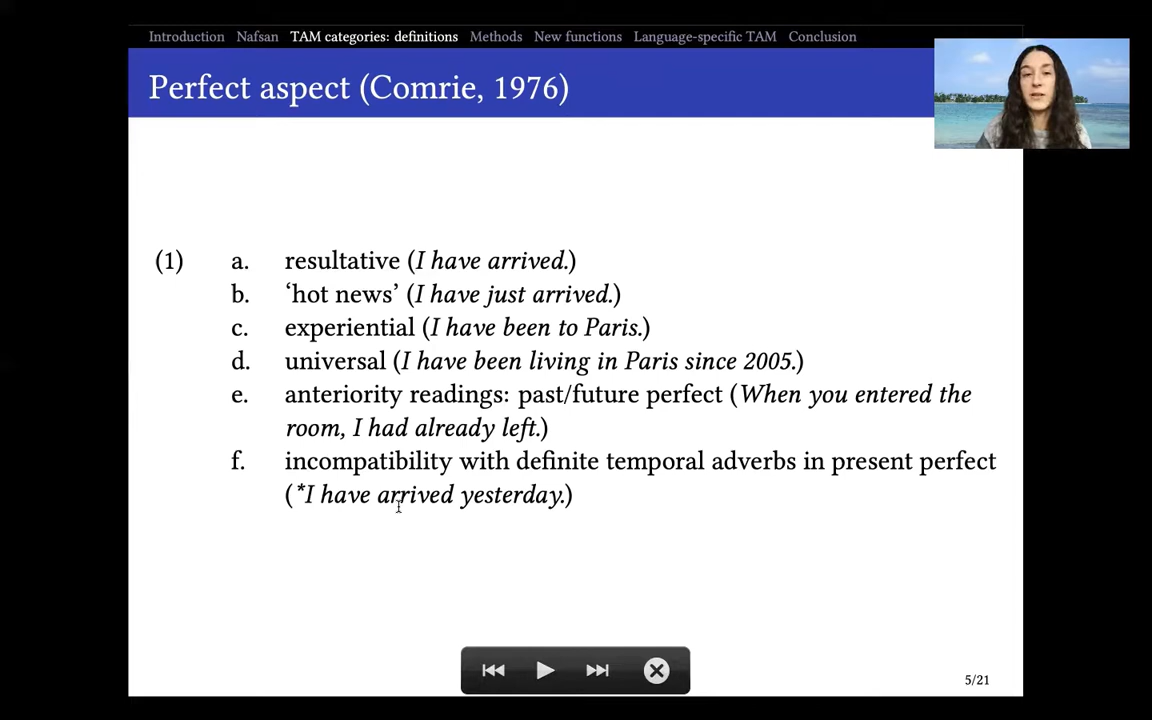 Introduction Nafsan TAM categories: definitions Methods New functions Language-specific TAM Conclusion
Perfect aspect (Comrie, 1976)
(1) a. resultative (I have arrived.)
b. ‘hot news’ (I have just arrived.)
c. experiential (I have been to Paris.)
d. universal (I have been living in Paris since 2005.)
e. anteriority readings: past/future perfect (When you entered the
room, I had already left.)
f. incompatibility with definite temporal adverbs in present perfect
(*I have arrived yesterday.)
5/21